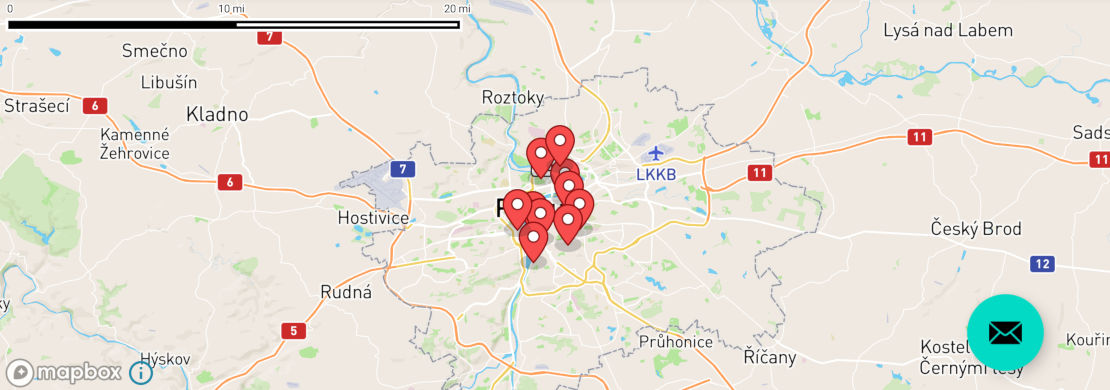 0
10 mi
20 mi
7
Lysá nad Labem
Smečno
Libušín
Roztoky
Strašecí
6
Kladno
Kamenné
Žehrovice
11
Sads
11
7
LKKB
11
6
Hostivice
P
Český Brod
12
Rudná
5
Průhonice
Říčany
Kostel
Černými lesy
Kouřim
Hýskov
mapbox
i